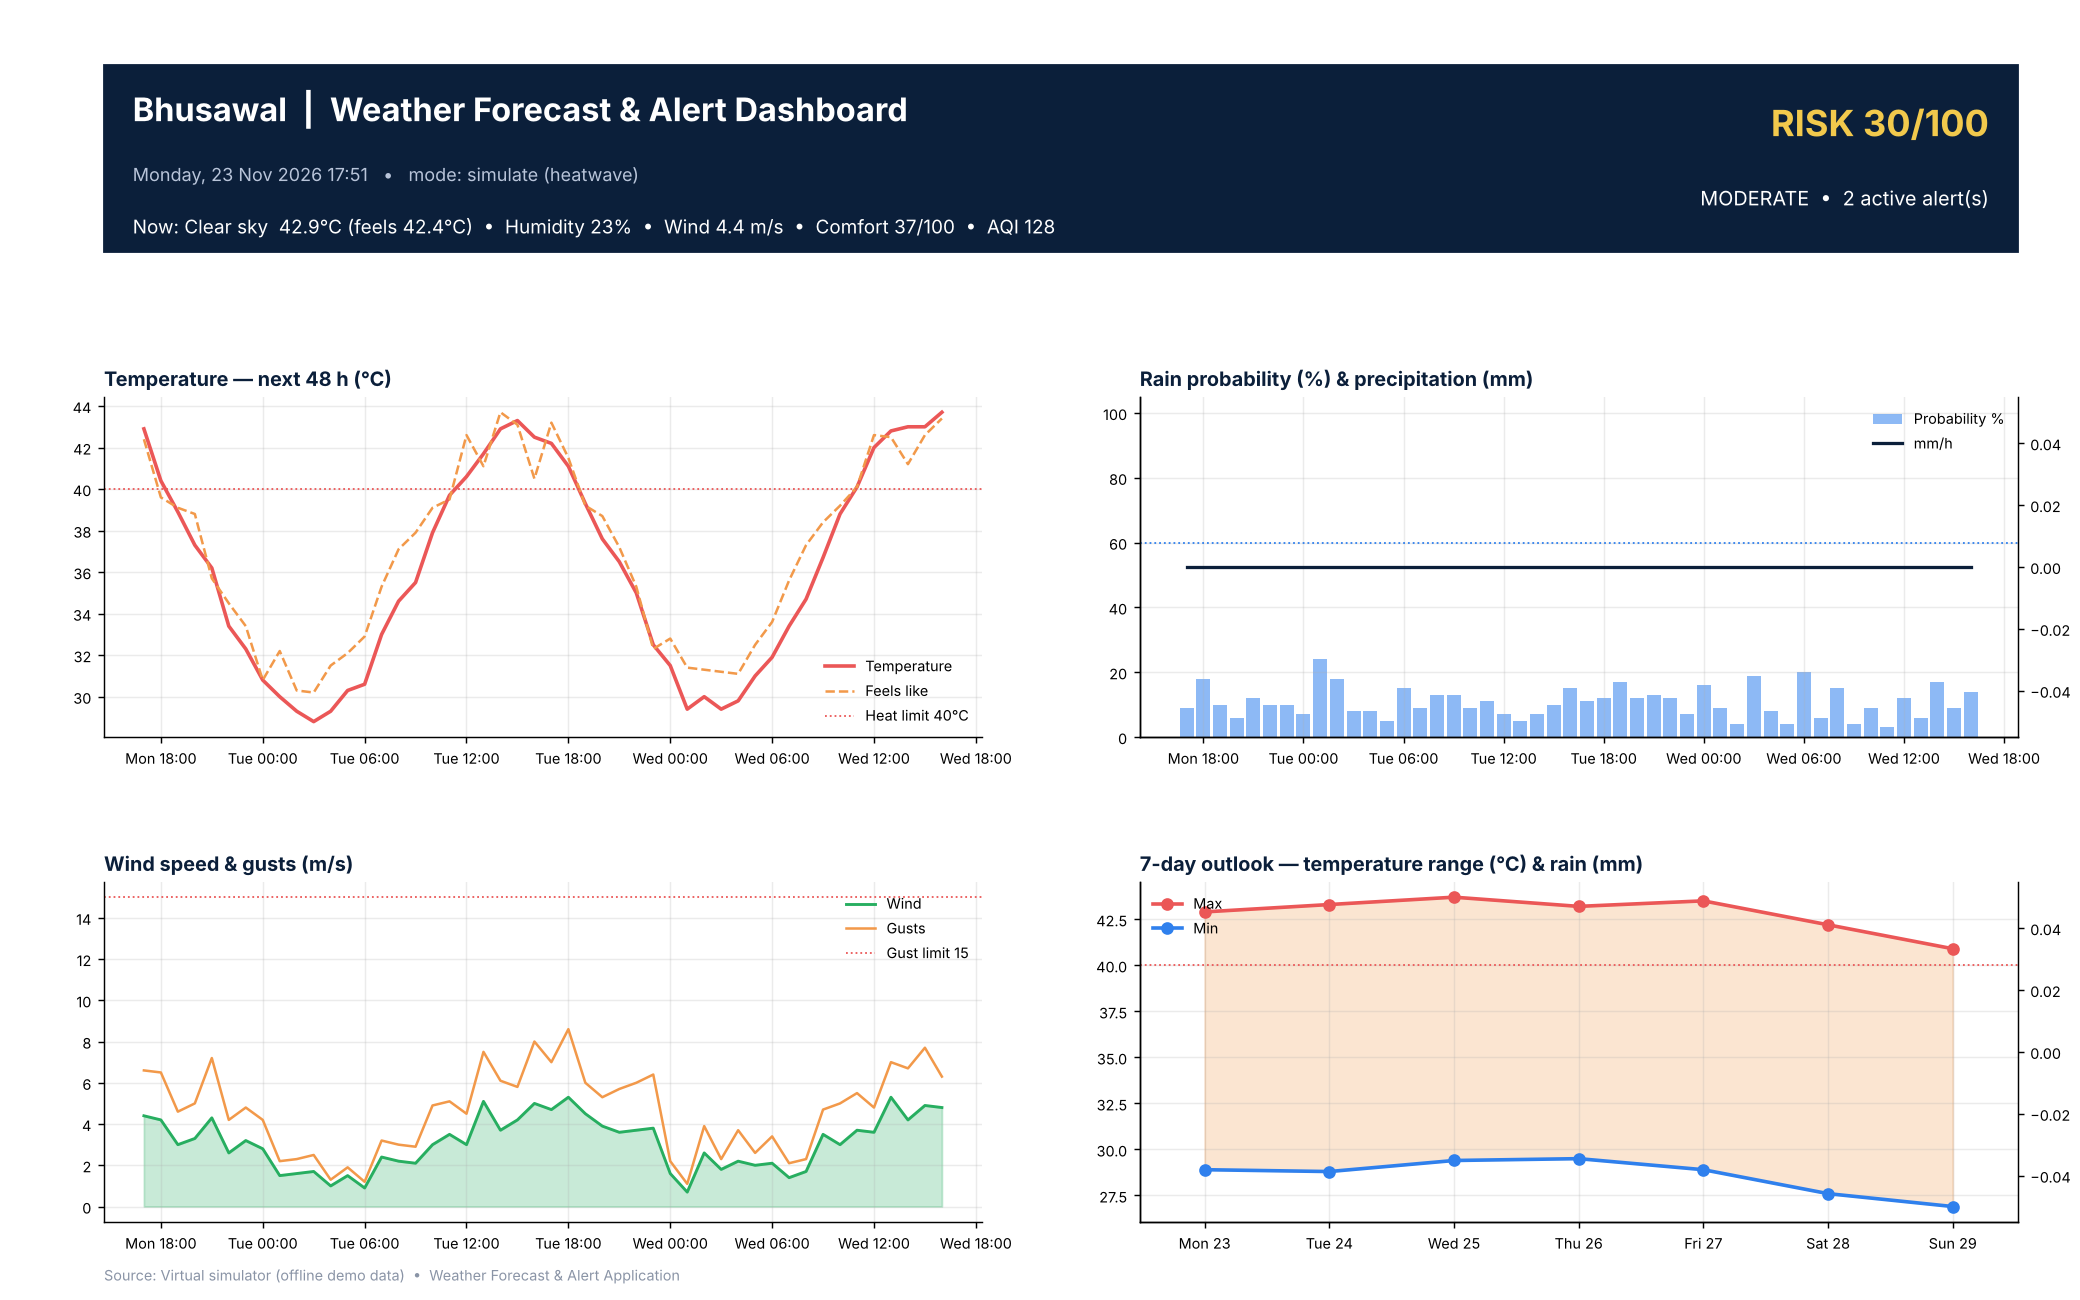 Bhusawal | Weather Forecast & Alert Dashboard
RISK 30/100
Monday, 23 Nov 2026 17:51 • mode: simulate (heatwave)
MODERATE • 2 active alert(s)
Now: Clear sky 42.9°C (feels 42.4°C) • Humidity 23% • Wind 4.4 m/s • Comfort 37/100 • AQI 128
Temperature — next 48 h (°C)
44
42
40
38
36
34
32
30
Temperature
Feels like
Heat limit 40°C
Mon 18:00 Tue 00:00 Tue 06:00 Tue 12:00 Tue 18:00 Wed 00:00 Wed 06:00 Wed 12:00 Wed 18:00
Rain probability (%) & precipitation (mm)
100
80
60
40
20
0
Probability %
mm/h
0.04
0.02
0.00
−0.02
−0.04
Mon 18:00 Tue 00:00 Tue 06:00 Tue 12:00 Tue 18:00 Wed 00:00 Wed 06:00 Wed 12:00 Wed 18:00
Wind speed & gusts (m/s)
14
12
10
8
6
4
2
0
Wind
Gusts
Gust limit 15
Mon 18:00 Tue 00:00 Tue 06:00 Tue 12:00 Tue 18:00 Wed 00:00 Wed 06:00 Wed 12:00 Wed 18:00
7-day outlook — temperature range (°C) & rain (mm)
Max
Min
42.5
40.0
37.5
35.0
32.5
30.0
27.5
0.04
0.02
0.00
−0.02
−0.04
Mon 23 Tue 24 Wed 25 Thu 26 Fri 27 Sat 28 Sun 29
Source: Virtual simulator (offline demo data) • Weather Forecast & Alert Application